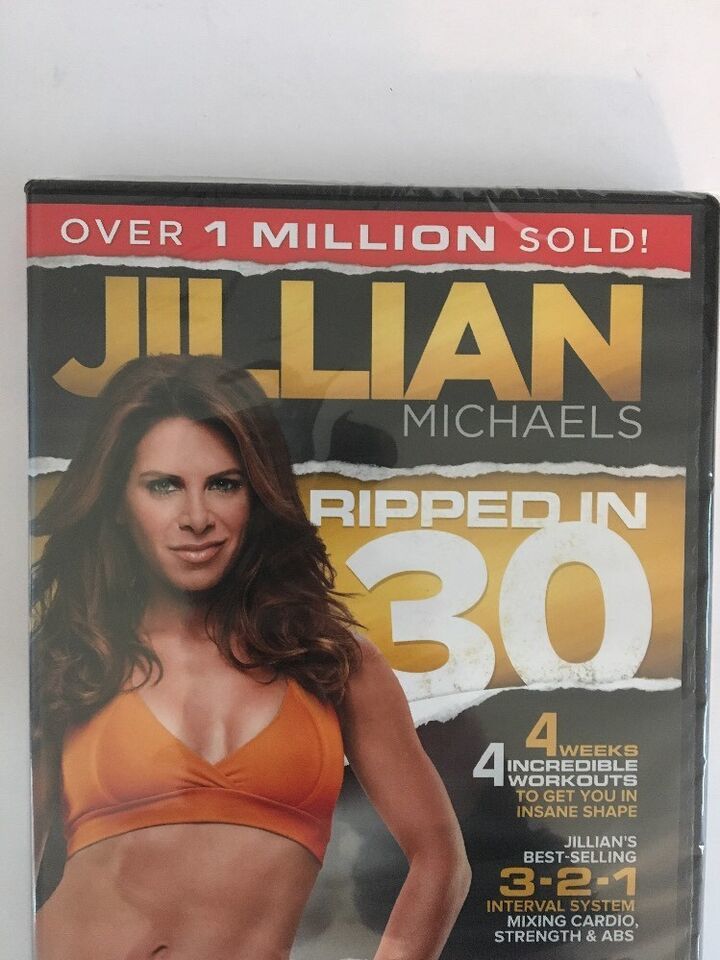 OVER 1 MILLION SOLD!
JILLIAN
MICHAELS
RIPPED IN
30
4 WEEKS
4 INCREDIBLE
WORKOUTS
TO GET YOU IN
INSANE SHAPE
JILLIAN'S
BEST-SELLING
3-2-1
INTERVAL SYSTEM
MIXING CARDIO,
STRENGTH & ABS